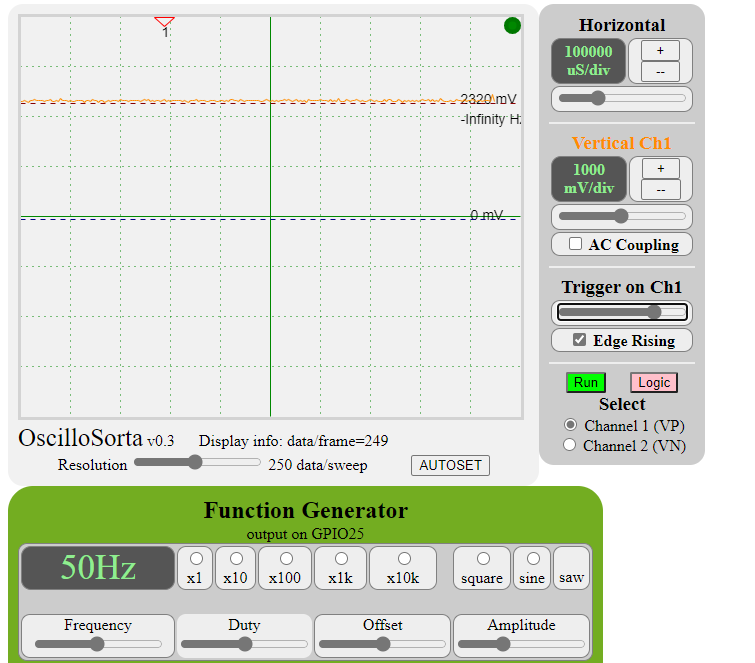 1
2320 mV
-Infinity H
0 mV
Horizontal
100000
uS/div
+
--
Vertical Ch1
1000
mV/div
+
--
AC Coupling
Trigger on Ch1
Edge Rising
Run
Logic
Select
Channel 1 (VP)
Channel 2 (VN)
OscilloSorta v0.3
Display info: data/frame=249
Resolution
250 data/sweep
AUTOSET
Function Generator
output on GPIO25
50Hz
x1
x10
x100
x1k
x10k
square
sine
saw
Frequency
Duty
Offset
Amplitude